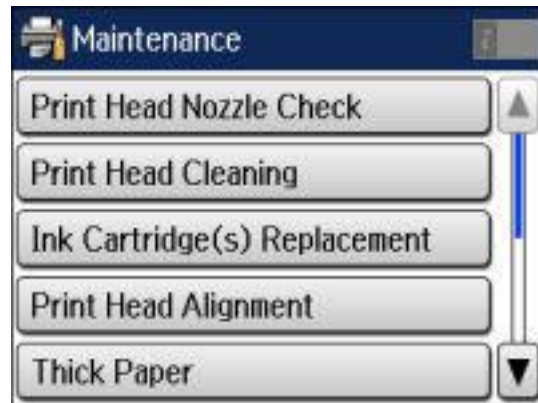 Maintenance
Print Head Nozzle Check
Print Head Cleaning
Ink Cartridge(s) Replacement
Print Head Alignment
Thick Paper